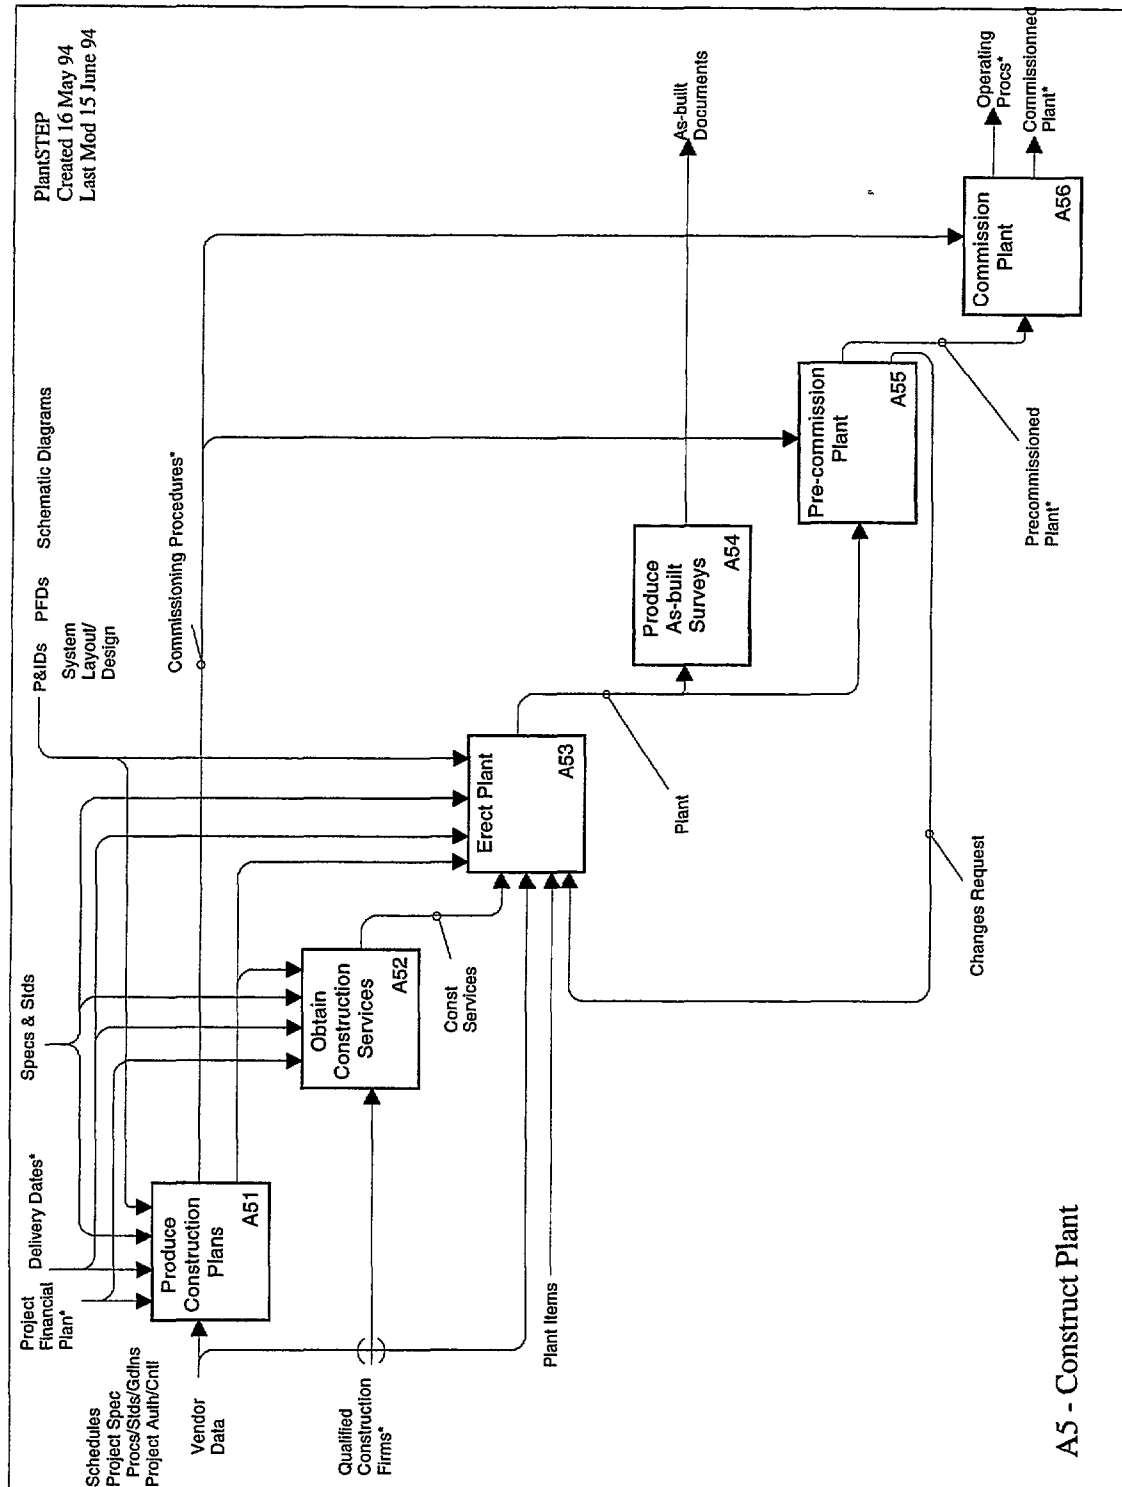 PlantSTEP
Created 16 May 94
Last Mod 15 June 94
P&IDs PFDs Schematic Diagrams
System
Layout/
Design
Specs & Stds
Delivery Dates*
Project
Financial
Plan*
Schedules
Project Spec
Procs/Stds/Gdlns
Project Auth/Cntl
Vendor
Data
Qualified
Construction
Firms*
Plant Items
Commissioning Procedures*
Produce
Construction
Plans
A51
Obtain
Construction
Services
A52
Const
Services
Erect Plant
A53
Plant
Produce
As-built
Surveys
A54
As-built
Documents
Pre-commission
Plant
A55
Changes Request
Precommissioned
Plant*
Commission
Plant
A56
Operating
Procs*
Commissionned
Plant*
A5 - Construct Plant